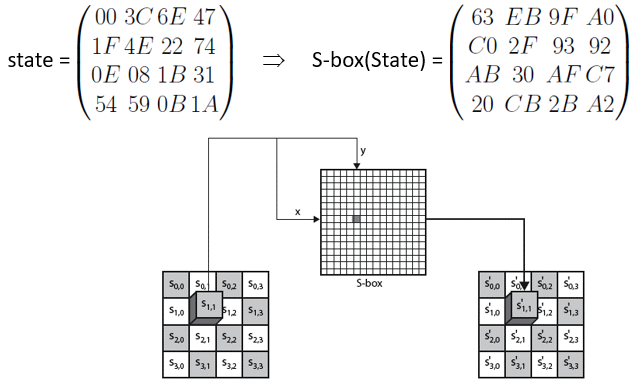 00 3C 6E 47 63 EB 9F A0
1F 4E 22 74 C0 2F 93 92
state = ⇒ S-box(State) =
0E 08 1B 31 AB 30 AF C7
54 59 0B 1A 20 CB 2B A2
y
x
S-box
s0,0 s0,1 s0,2 s0,3 s'0,0 s'0,1 s'0,2 s'0,3
s1,0 s1,1 s1,2 s1,3 s'1,0 s'1,1 s'1,2 s'1,3
s2,0 s2,1 s2,2 s2,3 s'2,0 s'2,1 s'2,2 s'2,3
s3,0 s3,1 s3,2 s3,3 s'3,0 s'3,1 s'3,2 s'3,3